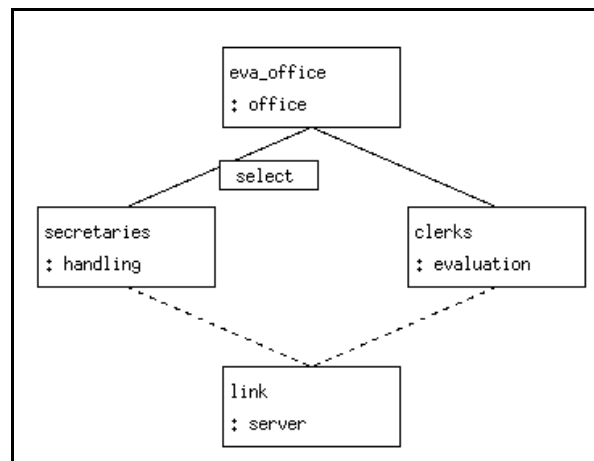 eva_office
: office
select
secretaries
: handling
clerks
: evaluation
link
: server